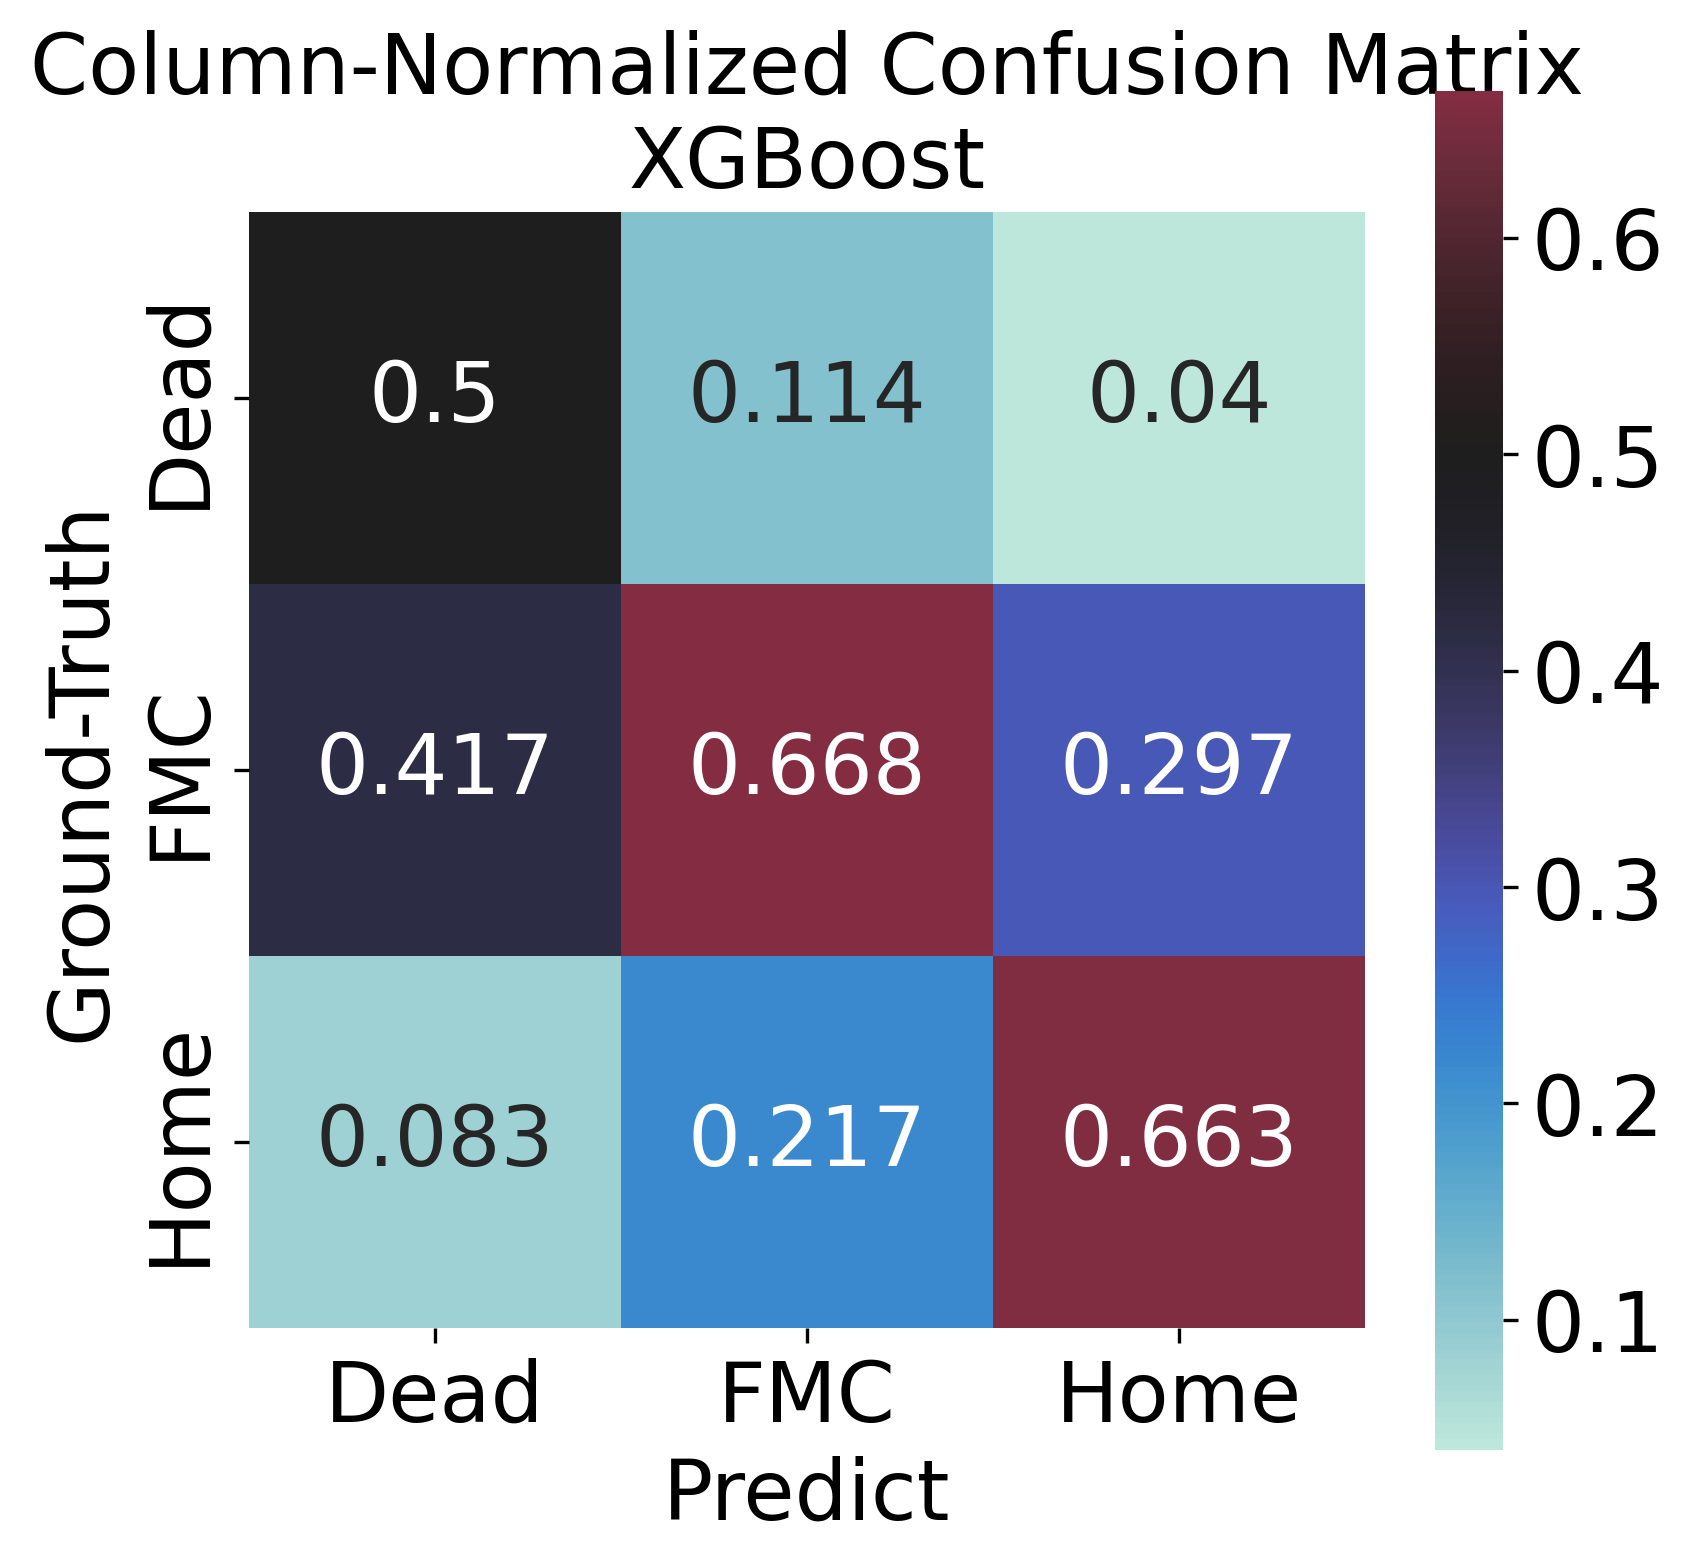 Column-Normalized Confusion Matrix
XGBoost
Ground-Truth
Dead
0.5 0.114 0.04
FMC
0.417 0.668 0.297
Home
0.083 0.217 0.663
Dead FMC Home
Predict
0.6
0.5
0.4
0.3
0.2
0.1